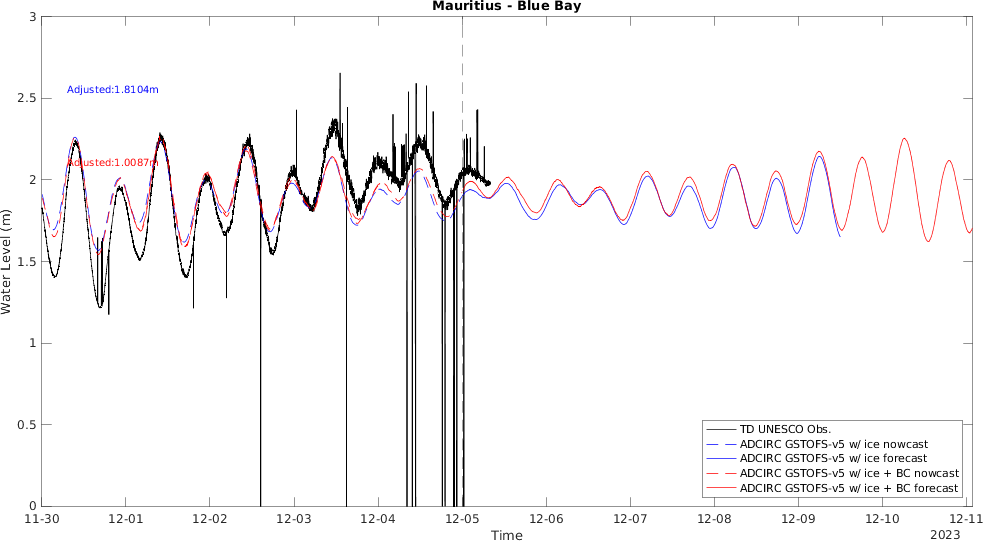 Mauritius - Blue Bay
3
2.5
2
1.5
1
0.5
0
Water Level (m)
Adjusted:1.8104m
Adjusted:1.0087m
TD UNESCO Obs.
ADCIRC GSTOFS-v5 w/ ice nowcast
ADCIRC GSTOFS-v5 w/ ice forecast
ADCIRC GSTOFS-v5 w/ ice + BC nowcast
ADCIRC GSTOFS-v5 w/ ice + BC forecast
11-30 12-01 12-02 12-03 12-04 12-05 12-06 12-07 12-08 12-09 12-10 12-11
Time
2023